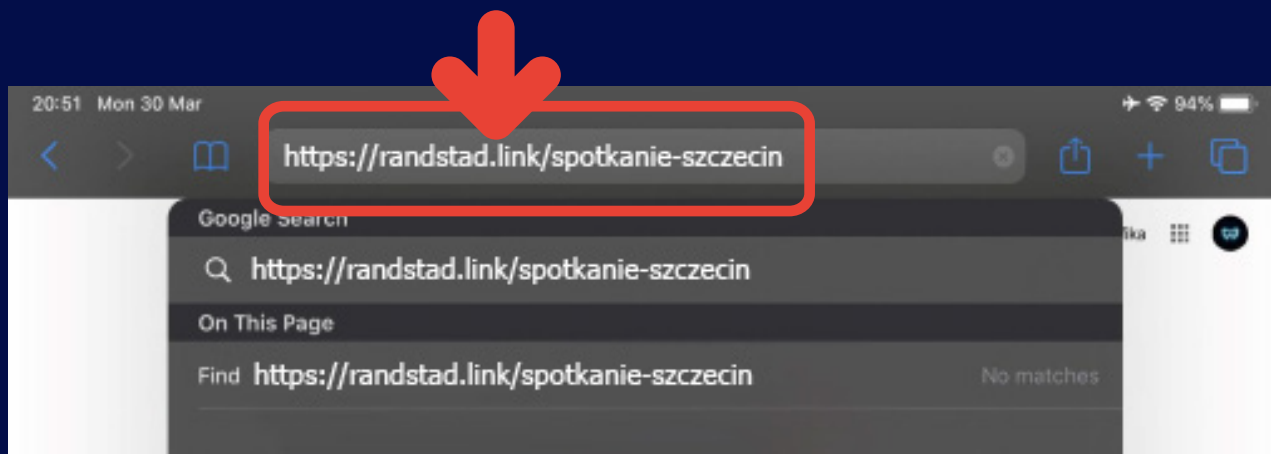 20:51 Mon 30 Mar
94%
https://randstad.link/spotkanie-szczecin
Google Search
https://randstad.link/spotkanie-szczecin
On This Page
Find https://randstad.link/spotkanie-szczecin No matches